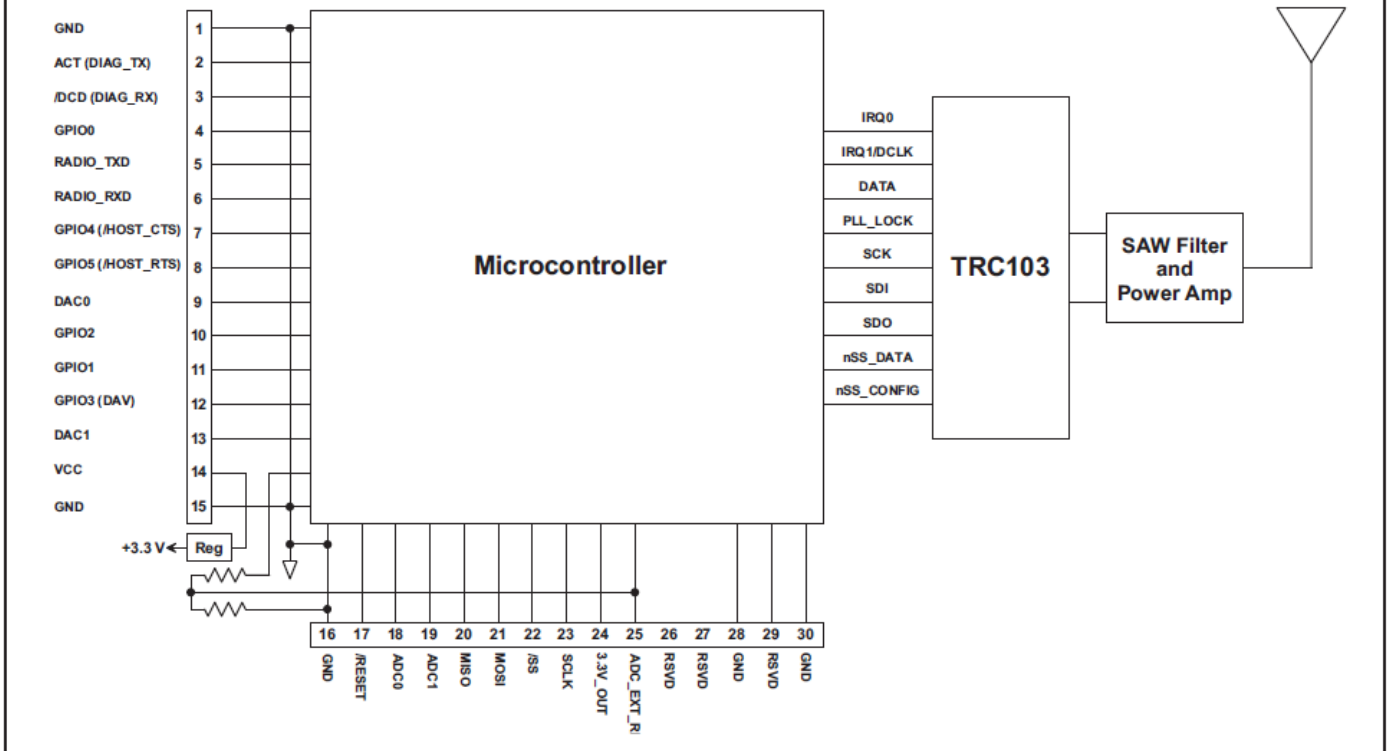 GND 1
ACT (DIAG_TX) 2
/DCD (DIAG_RX) 3
GPIO0 4
RADIO_TXD 5
RADIO_RXD 6
GPIO4 (/HOST_CTS) 7
GPIO5 (/HOST_RTS) 8
DAC0 9
GPIO2 10
GPIO1 11
GPIO3 (DAV) 12
DAC1 13
VCC 14
GND 15
+3.3 V
Reg
Microcontroller
IRQ0
IRQ1/DCLK
DATA
PLL_LOCK
SCK
SDI
SDO
nSS_DATA
nSS_CONFIG
TRC103
SAW Filter
and
Power Amp
16 17 18 19 20 21 22 23 24 25 26 27 28 29 30
GND
/RESET
ADC0
ADC1
MISO
MOSI
/SS
SCLK
3.3V_OUT
ADC_EXT_R
RSVD
RSVD
GND
RSVD
GND